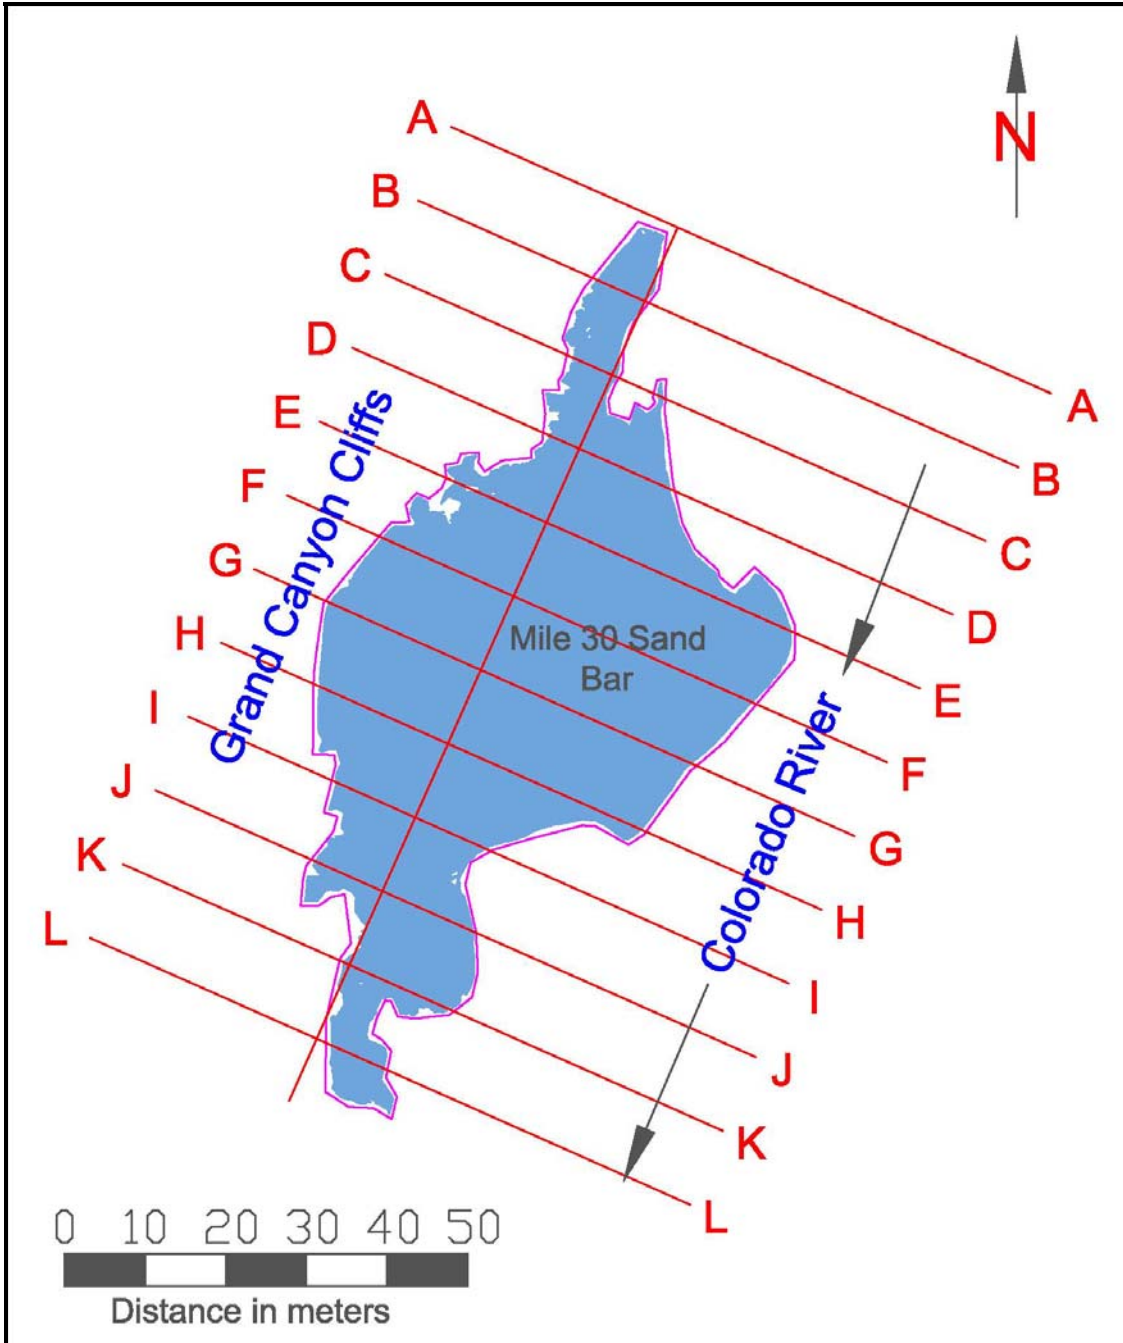 N
A
B
C
D
E
F
G
H
I
J
K
L
Grand Canyon Cliffs
Mile 30 Sand
Bar
Colorado River
A
B
C
D
E
F
G
H
I
J
K
L
0 10 20 30 40 50
Distance in meters